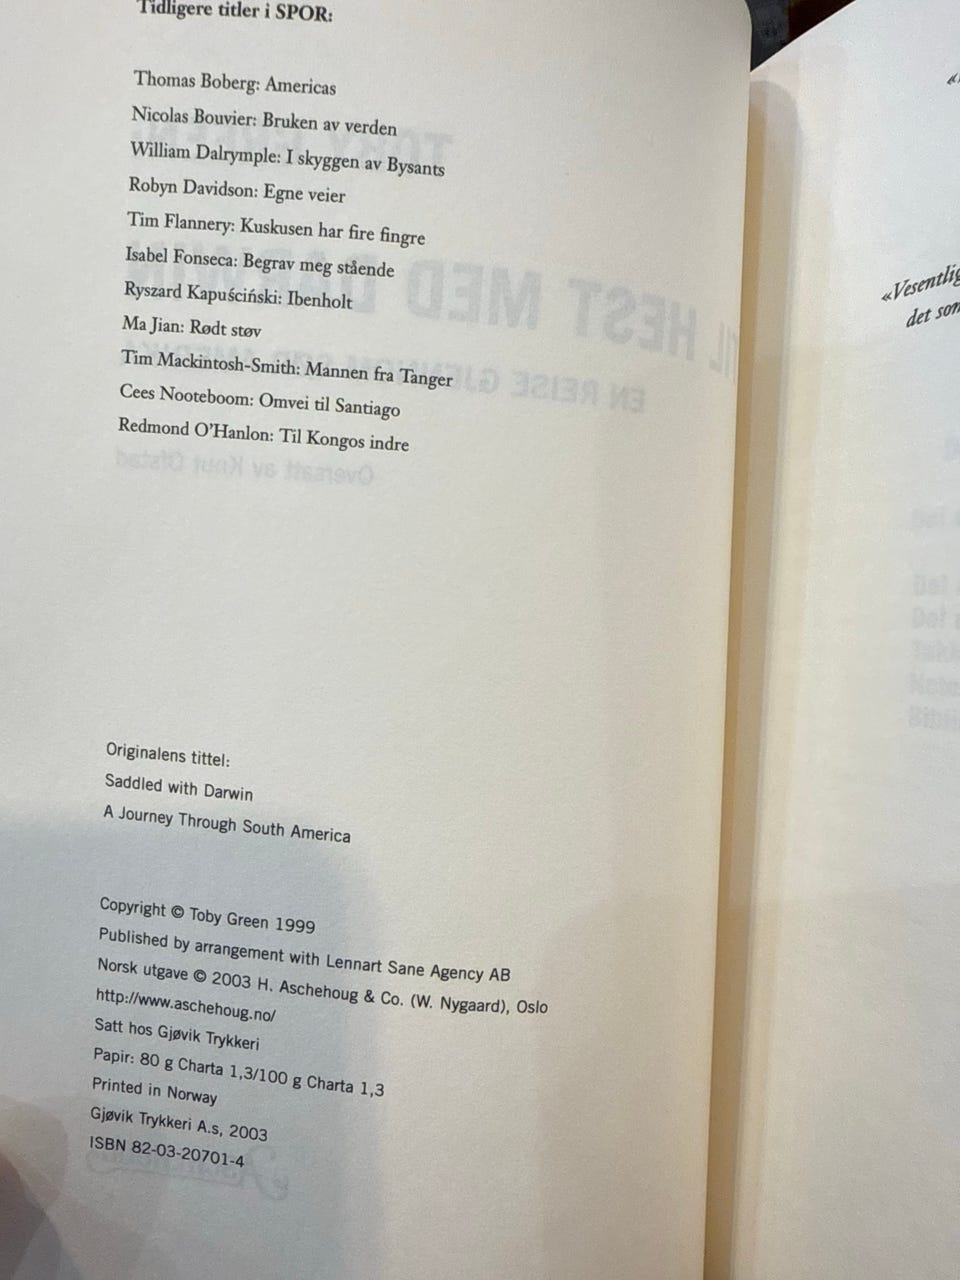 Tidligere titler i SPOR:
Thomas Boberg: Americas
Nicolas Bouvier: Bruken av verden
William Dalrymple: I skyggen av Bysants
Robyn Davidson: Egne veier
Tim Flannery: Kuskusen har fire fingre
Isabel Fonseca: Begrav meg stående
Ryszard Kapuściński: Ibenholt
Ma Jian: Rødt støv
Tim Mackintosh-Smith: Mannen fra Tanger
Cees Nooteboom: Omvei til Santiago
Redmond O'Hanlon: Til Kongos indre
Originalens tittel:
Saddled with Darwin
A Journey Through South America
Copyright © Toby Green 1999
Published by arrangement with Lennart Sane Agency AB
Norsk utgave © 2003 H. Aschehoug & Co. (W. Nygaard), Oslo
http://www.aschehoug.no/
Satt hos Gjøvik Trykkeri
Papir: 80 g Charta 1,3/100 g Charta 1,3
Printed in Norway
Gjøvik Trykkeri A.s, 2003
ISBN 82-03-20701-4
«Vesentlig
det som